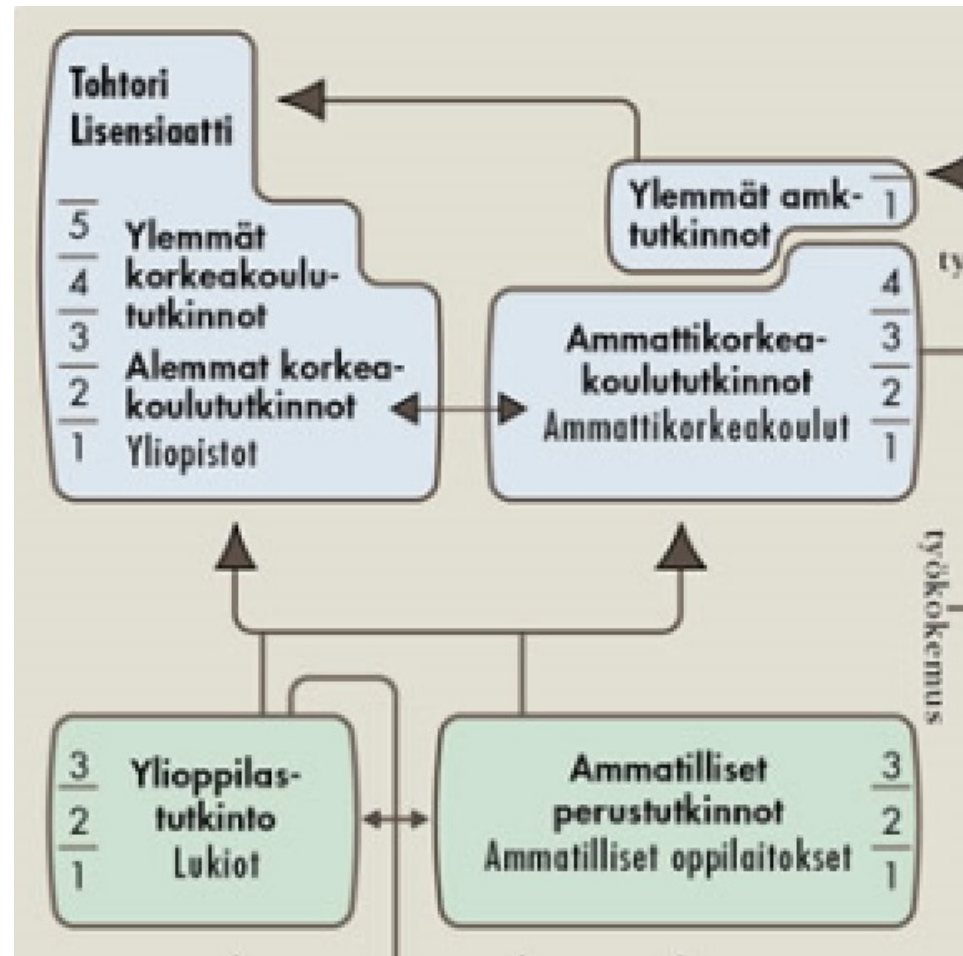 Tohtori
Lisensiaatti
5
4
3
2
1
Ylemmät
korkeakoulu-
tutkinnot
Alemmat korkea-
koulututkinnot
Yliopistot
Ylemmät amk-
tutkinnot
1
ty
Ammattikorkea-
koulututkinnot
Ammattikorkeakoulut
4
3
2
1
työkokemus
3
2
1
Ylioppilas-
tutkinto
Lukiot
Ammatilliset
perustutkinnot
Ammatilliset oppilaitokset
3
2
1